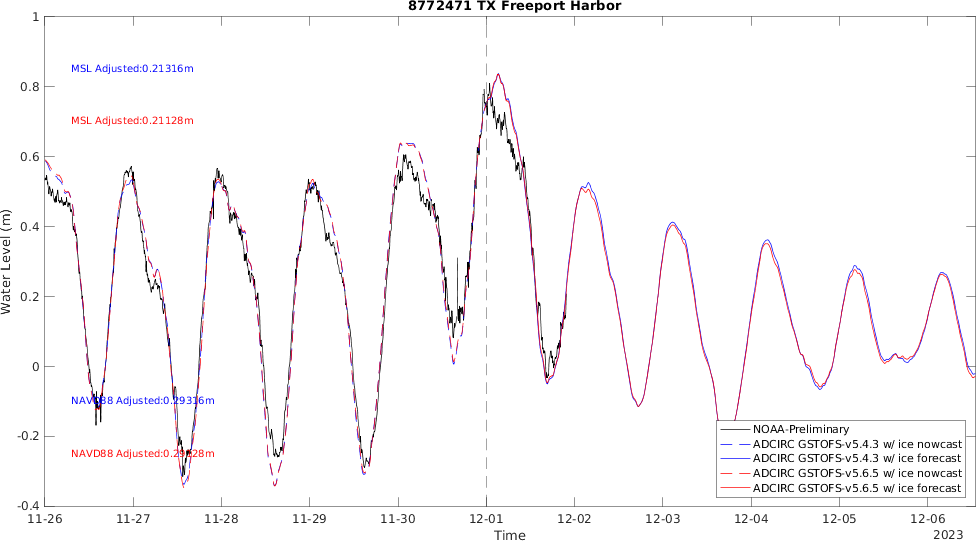 8772471 TX Freeport Harbor
1
0.8
0.6
0.4
0.2
0
-0.2
-0.4
Water Level (m)
MSL Adjusted:0.21316m
MSL Adjusted:0.21128m
NAVD88 Adjusted:0.29316m
NAVD88 Adjusted:0.29128m
NOAA-Preliminary
ADCIRC GSTOFS-v5.4.3 w/ ice nowcast
ADCIRC GSTOFS-v5.4.3 w/ ice forecast
ADCIRC GSTOFS-v5.6.5 w/ ice nowcast
ADCIRC GSTOFS-v5.6.5 w/ ice forecast
11-26 11-27 11-28 11-29 11-30 12-01 12-02 12-03 12-04 12-05 12-06
Time
2023